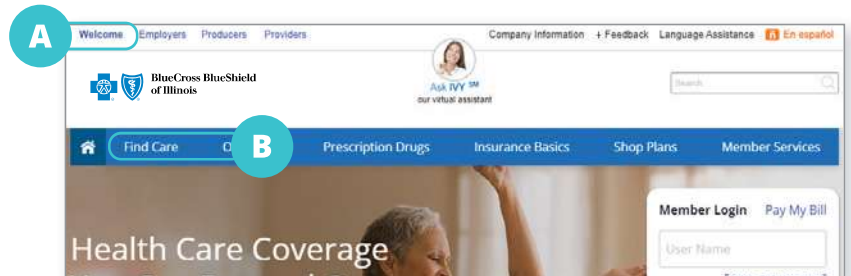 A
Welcome Employers Producers Providers
Company Information + Feedback Language Assistance En español
BlueCross BlueShield
of Illinois
Ask IVY SM
our virtual assistant
Search
Find Care
B
Prescription Drugs Insurance Basics Shop Plans Member Services
Health Care Coverage
Member Login Pay My Bill
User Name